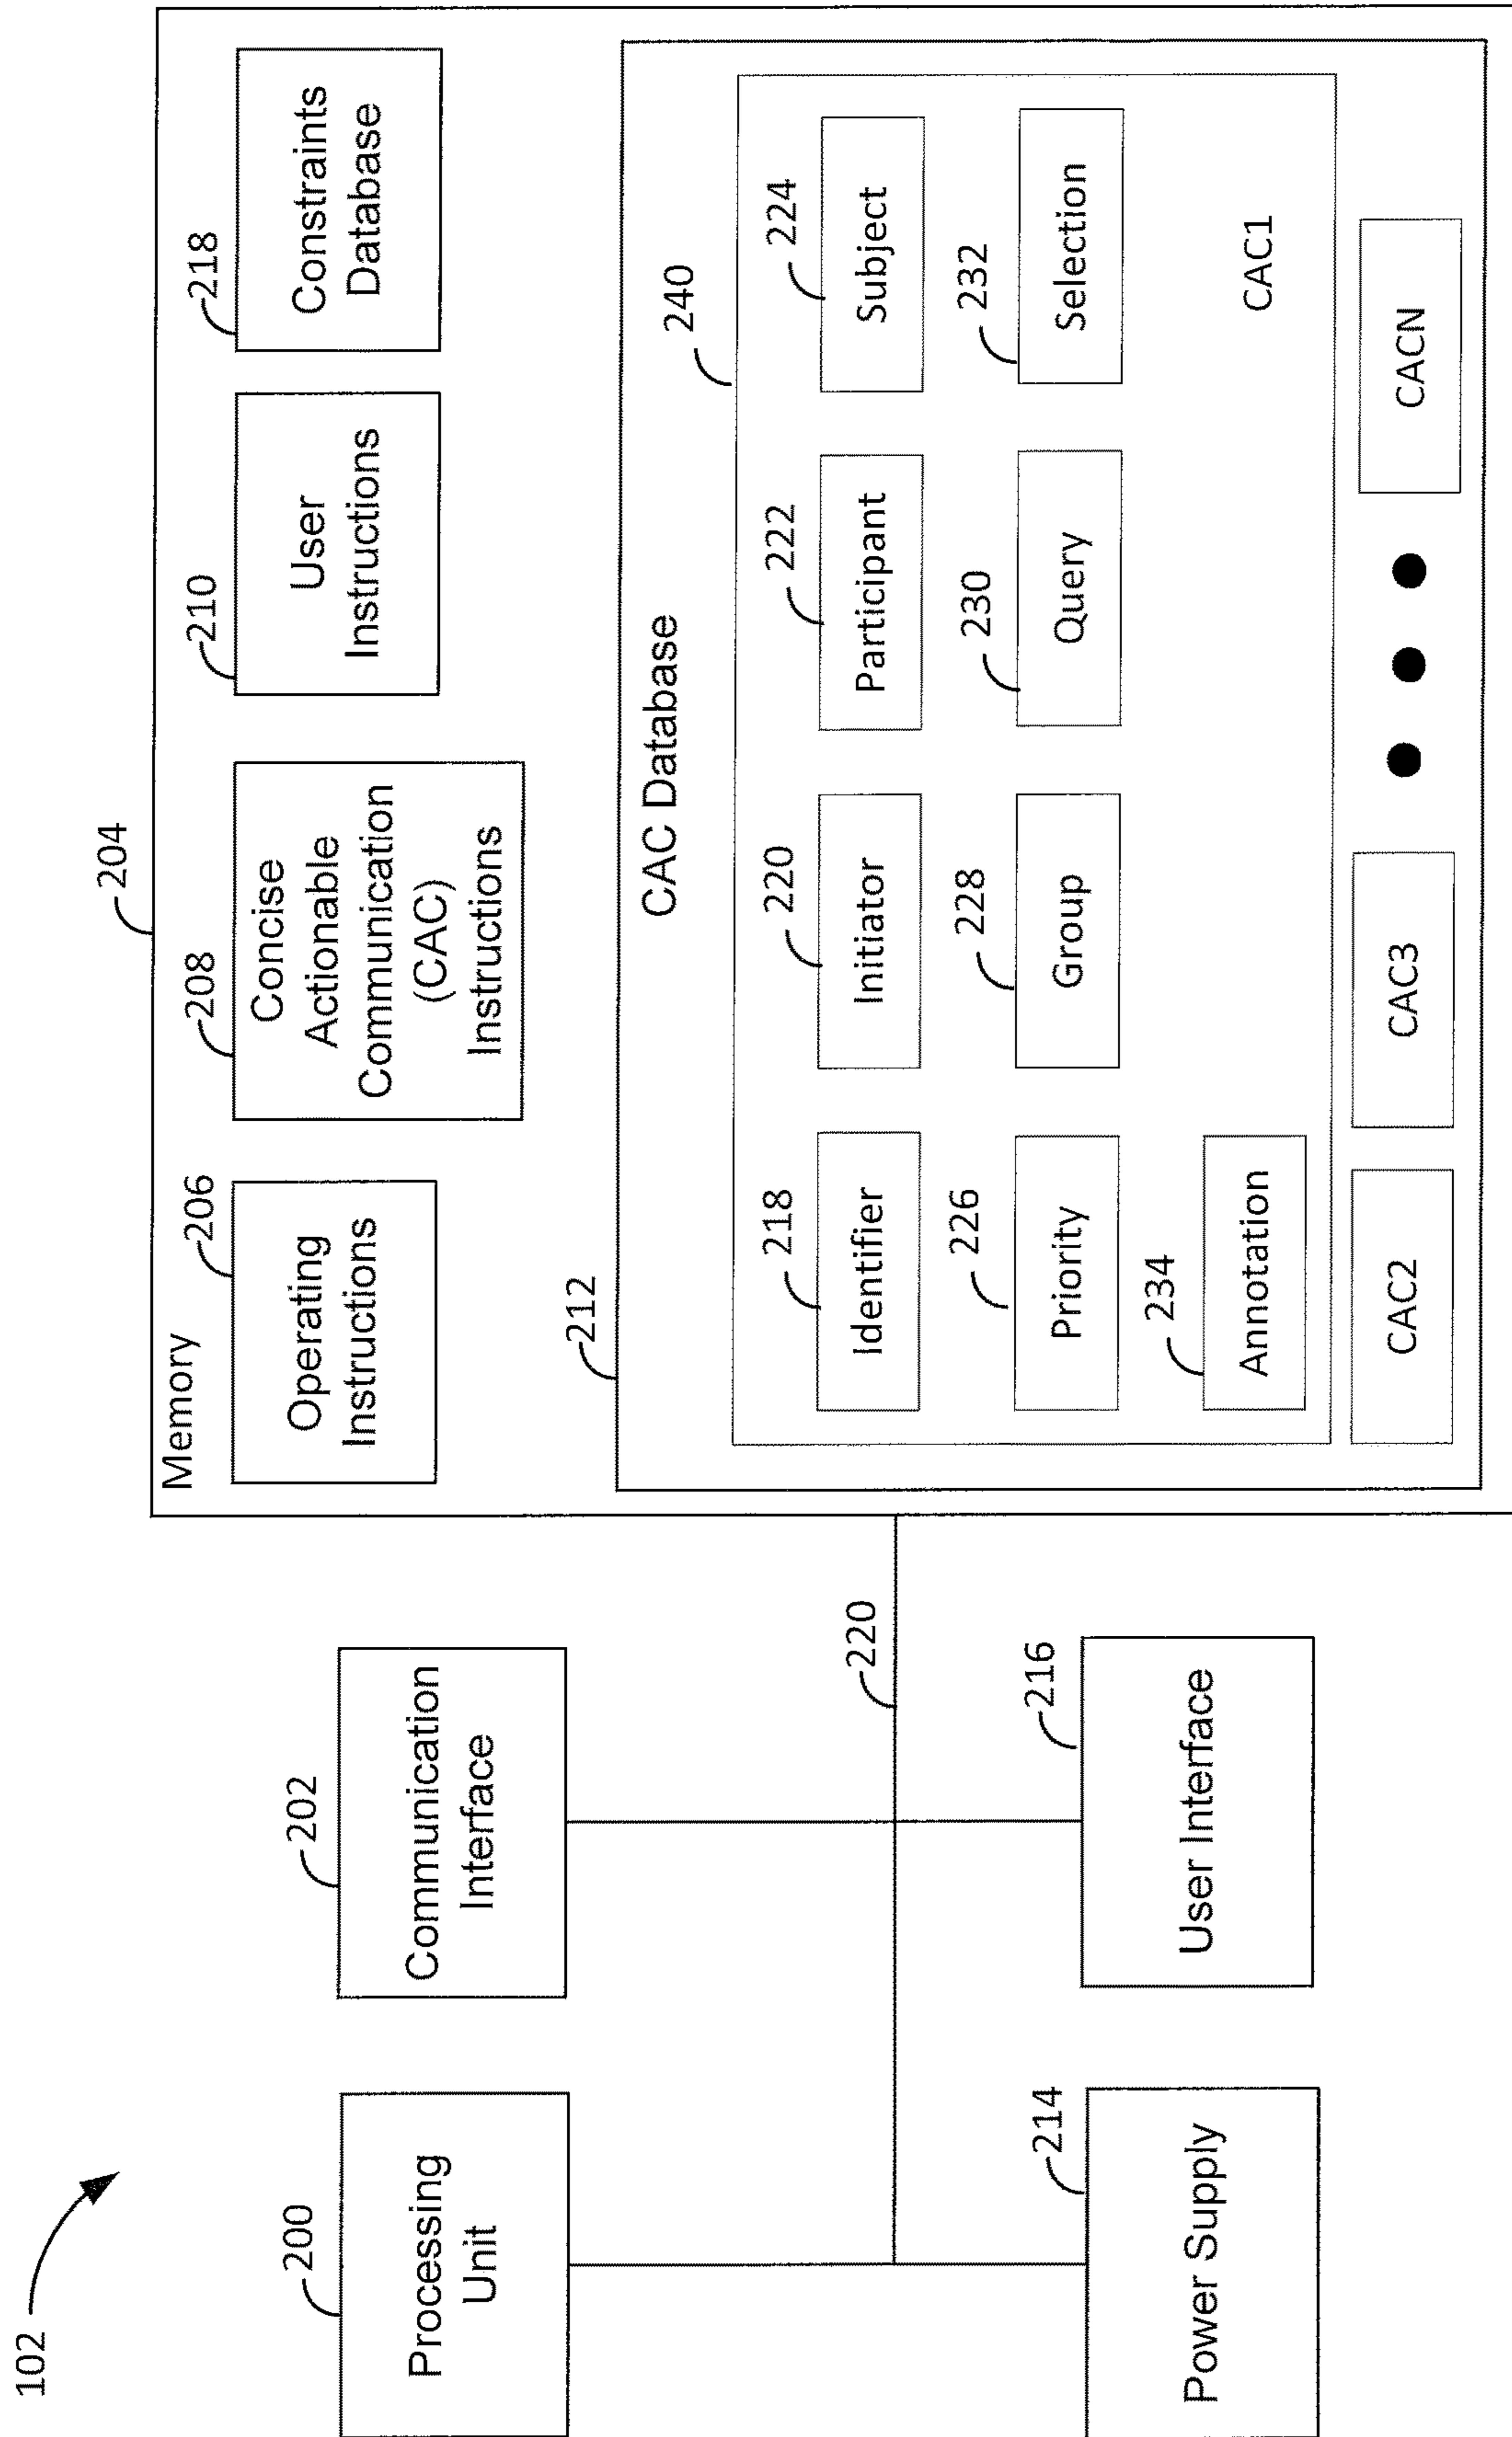 102
200
Processing
Unit
202
Communication
Interface
214
Power Supply
216
User Interface
220
204
Memory
206
Operating
Instructions
208
Concise
Actionable
Communication
(CAC)
Instructions
210
User
Instructions
218
Constraints
Database
212
CAC Database
240
218
Identifier
220
Initiator
222
Participant
224
Subject
226
Priority
228
Group
230
Query
232
Selection
234
Annotation
CAC1
CAC2
CAC3
CACN